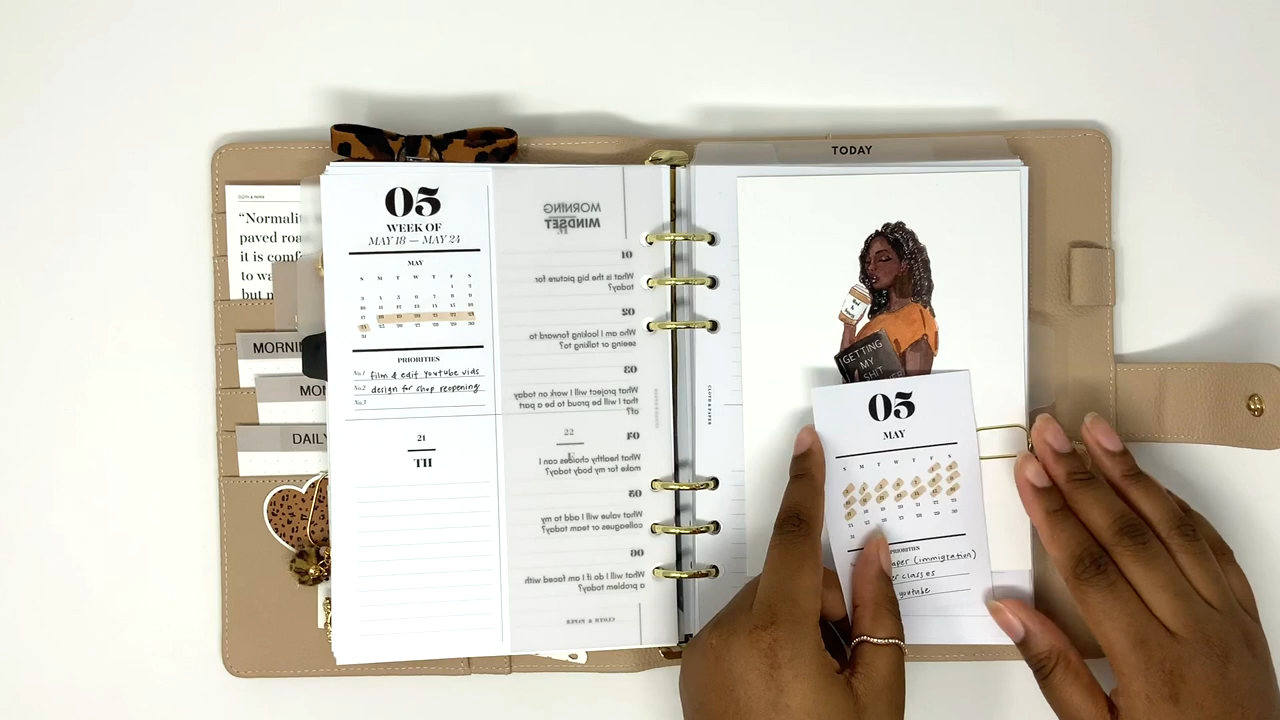 CLOTH & PAPER
"Normalit
paved roa
it is comf
to wa
but n
MORNIN
MON
DAILY
05
WEEK OF
MAY 18 — MAY 24
MAY
S M T W T F S
1 2
3 4 5 6 7 8 9
10 11 12 13 14 15 16
17 18 19 20 21 22 23
24 25 26 27 28 29 30
31
PRIORITIES
No.1 film & edit youtube vids
No.2 design for shop reopening
No.3
21
TH
MORNING
MINDSET
01
What is the big picture for
today?
02
Who am I looking forward to
seeing or talking to?
03
What project will I work on today
that I will be proud to be a part
of?
22
04
What healthy choices can I
make for my body today?
05
What value will I add to my
colleagues or team today?
06
What will I do if I am faced with
a problem today?
CLOTH & PAPER
TODAY
CLOTH & PAPER
GETTING
MY
SHIT
05
MAY
S M T W T F S
PRIORITIES
aper (immigration)
er classes
youtube